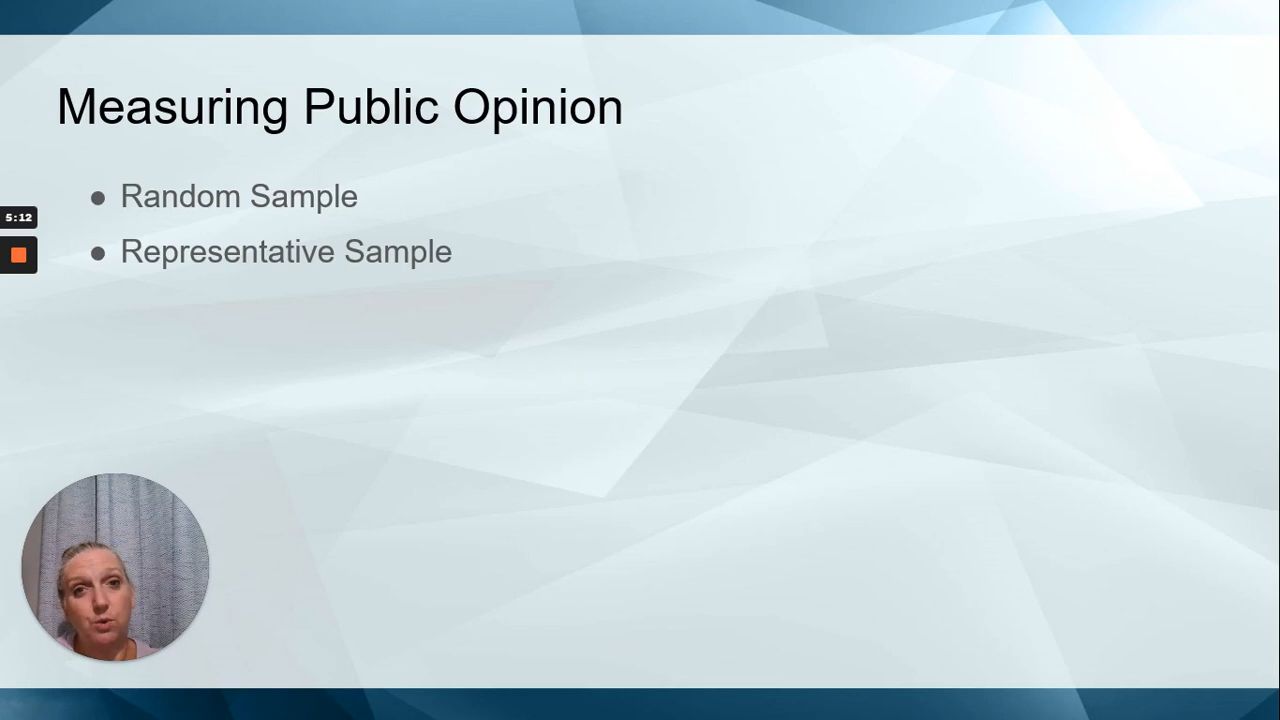 Measuring Public Opinion
● Random Sample
5:12
● Representative Sample